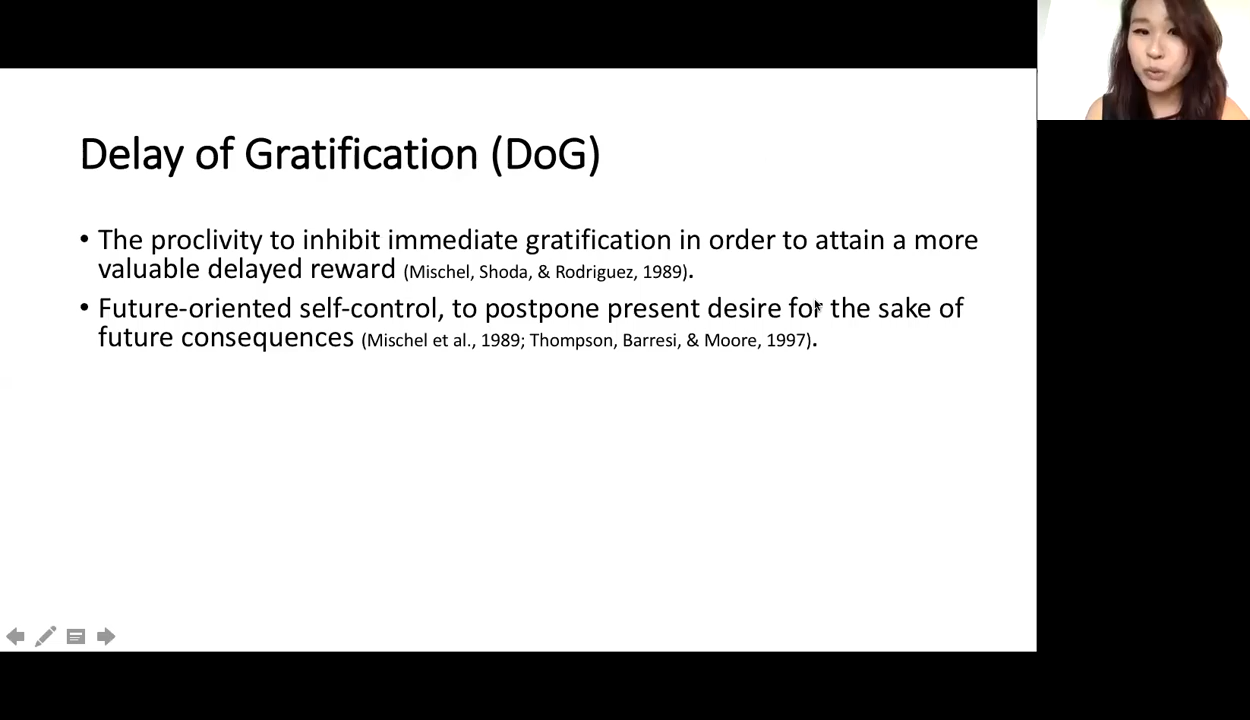 Delay of Gratification (DoG)
• The proclivity to inhibit immediate gratification in order to attain a more
valuable delayed reward (Mischel, Shoda, & Rodriguez, 1989).
• Future-oriented self-control, to postpone present desire for the sake of
future consequences (Mischel et al., 1989; Thompson, Barresi, & Moore, 1997).